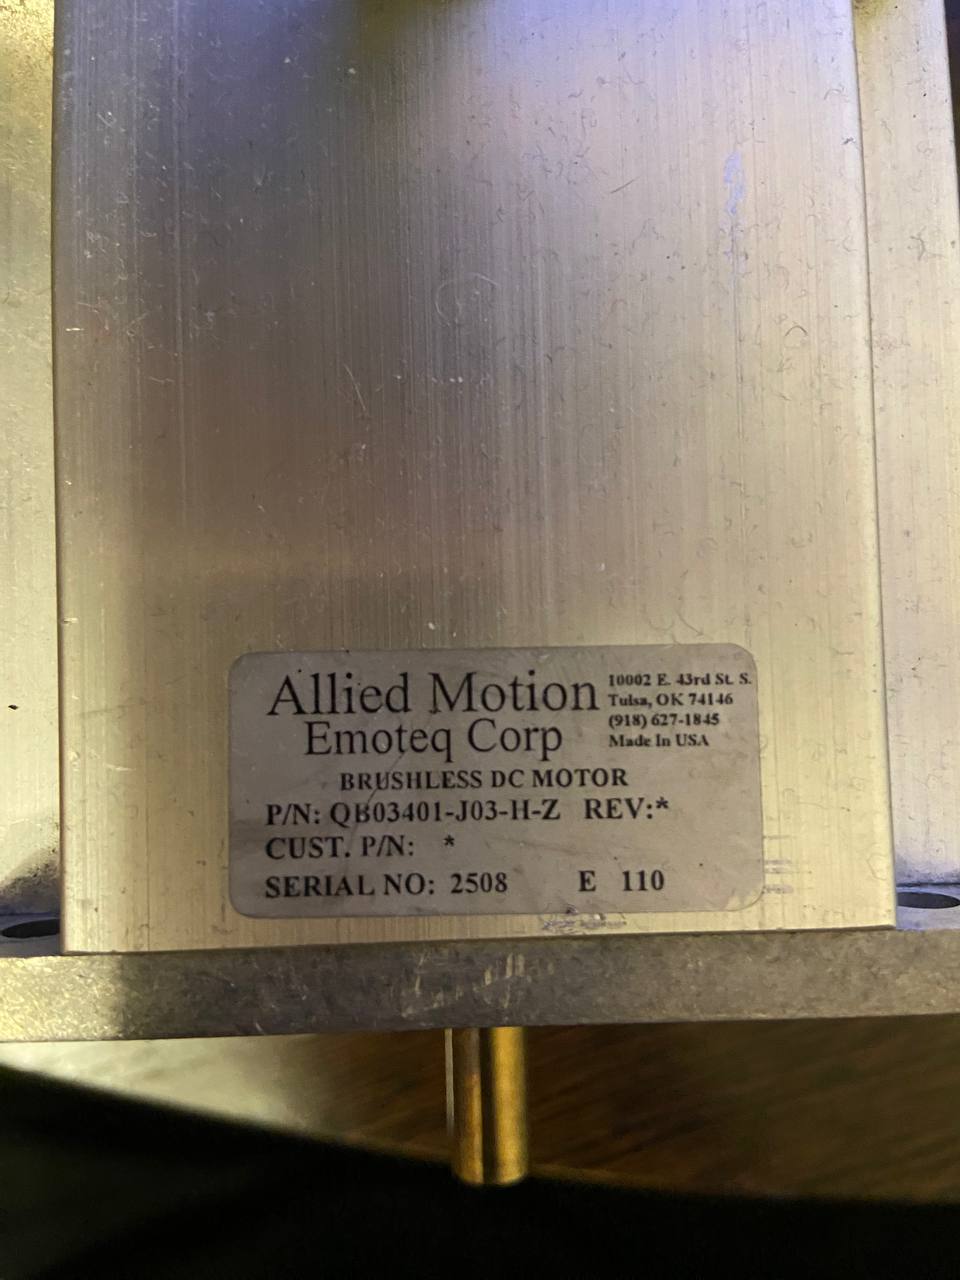 Allied Motion
Emoteq Corp
10002 E. 43rd St. S.
Tulsa, OK 74146
(918) 627-1845
Made In USA
BRUSHLESS DC MOTOR
P/N: QB03401-J03-H-Z REV:*
CUST. P/N: *
SERIAL NO: 2508 E 110